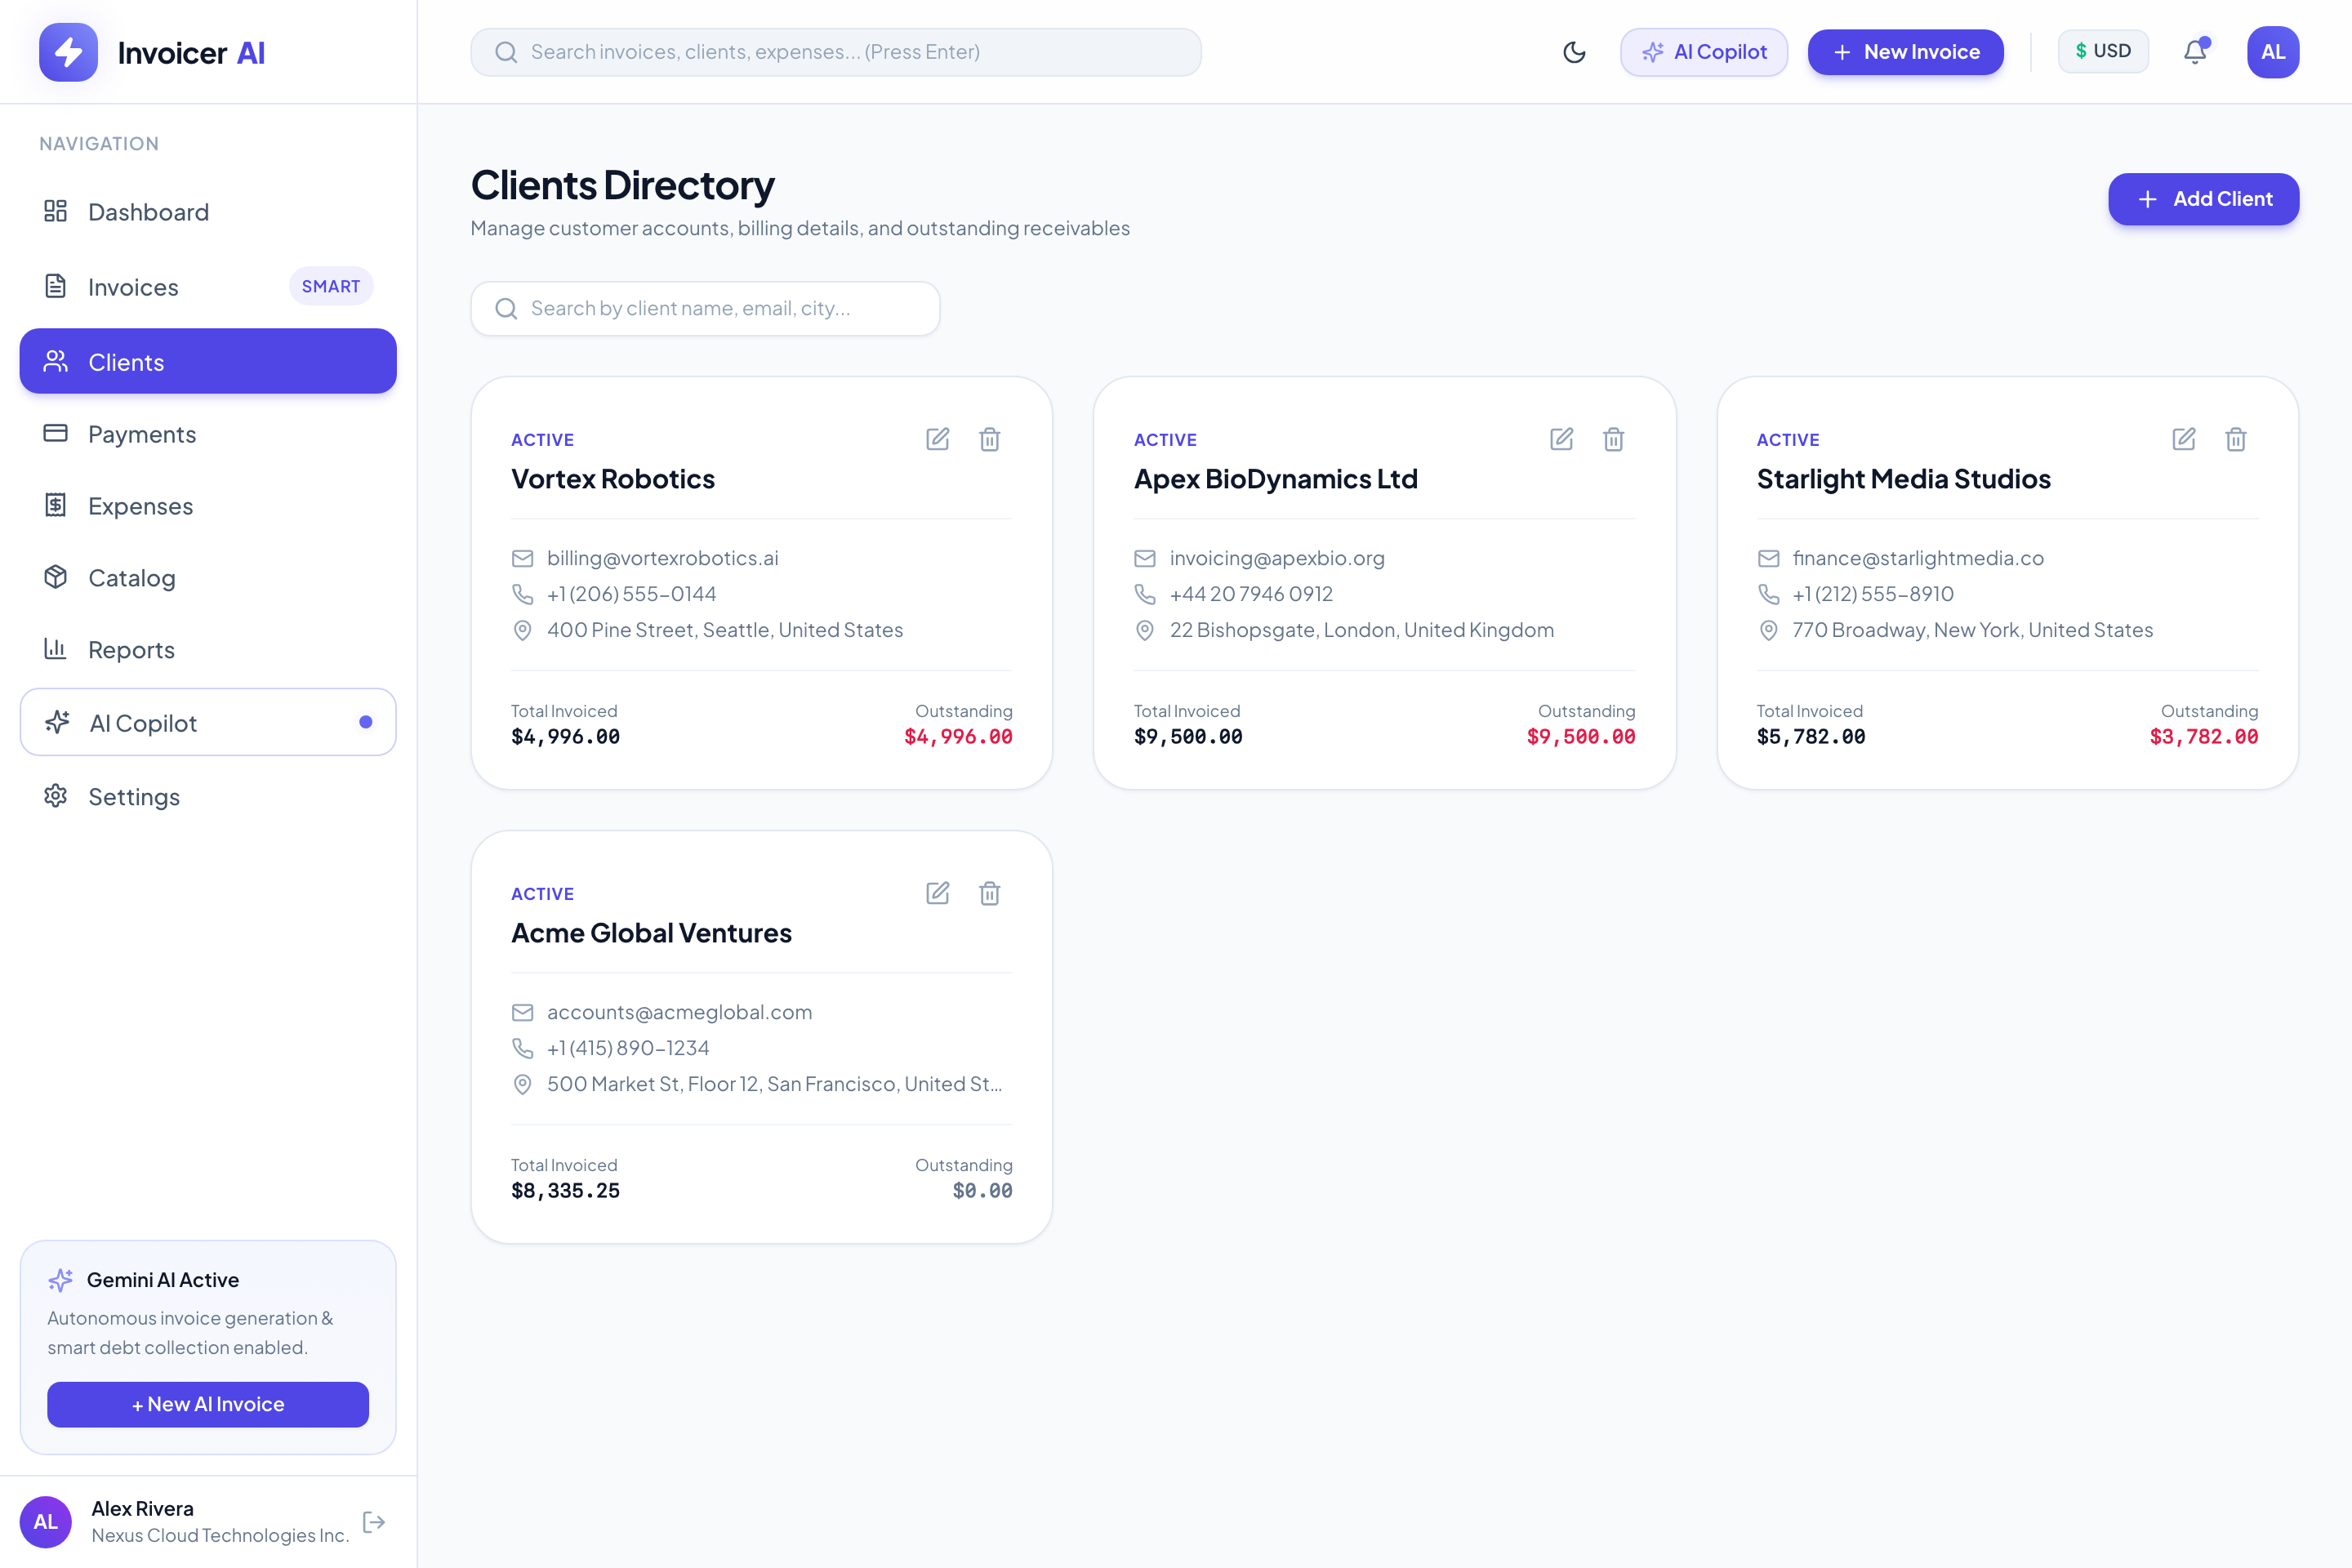 Invoicer AI
Search invoices, clients, expenses... (Press Enter)
AI Copilot
+ New Invoice
$ USD
AL
NAVIGATION
Dashboard
Invoices
SMART
Clients
Payments
Expenses
Catalog
Reports
AI Copilot
Settings
Gemini AI Active
Autonomous invoice generation &
smart debt collection enabled.
+ New AI Invoice
AL
Alex Rivera
Nexus Cloud Technologies Inc.
Clients Directory
Manage customer accounts, billing details, and outstanding receivables
+ Add Client
Search by client name, email, city...
ACTIVE
Vortex Robotics
billing@vortexrobotics.ai
+1 (206) 555-0144
400 Pine Street, Seattle, United States
Total Invoiced
Outstanding
$4,996.00
$4,996.00
ACTIVE
Apex BioDynamics Ltd
invoicing@apexbio.org
+44 20 7946 0912
22 Bishopsgate, London, United Kingdom
Total Invoiced
Outstanding
$9,500.00
$9,500.00
ACTIVE
Starlight Media Studios
finance@starlightmedia.co
+1 (212) 555-8910
770 Broadway, New York, United States
Total Invoiced
Outstanding
$5,782.00
$3,782.00
ACTIVE
Acme Global Ventures
accounts@acmeglobal.com
+1 (415) 890-1234
500 Market St, Floor 12, San Francisco, United St...
Total Invoiced
Outstanding
$8,335.25
$0.00